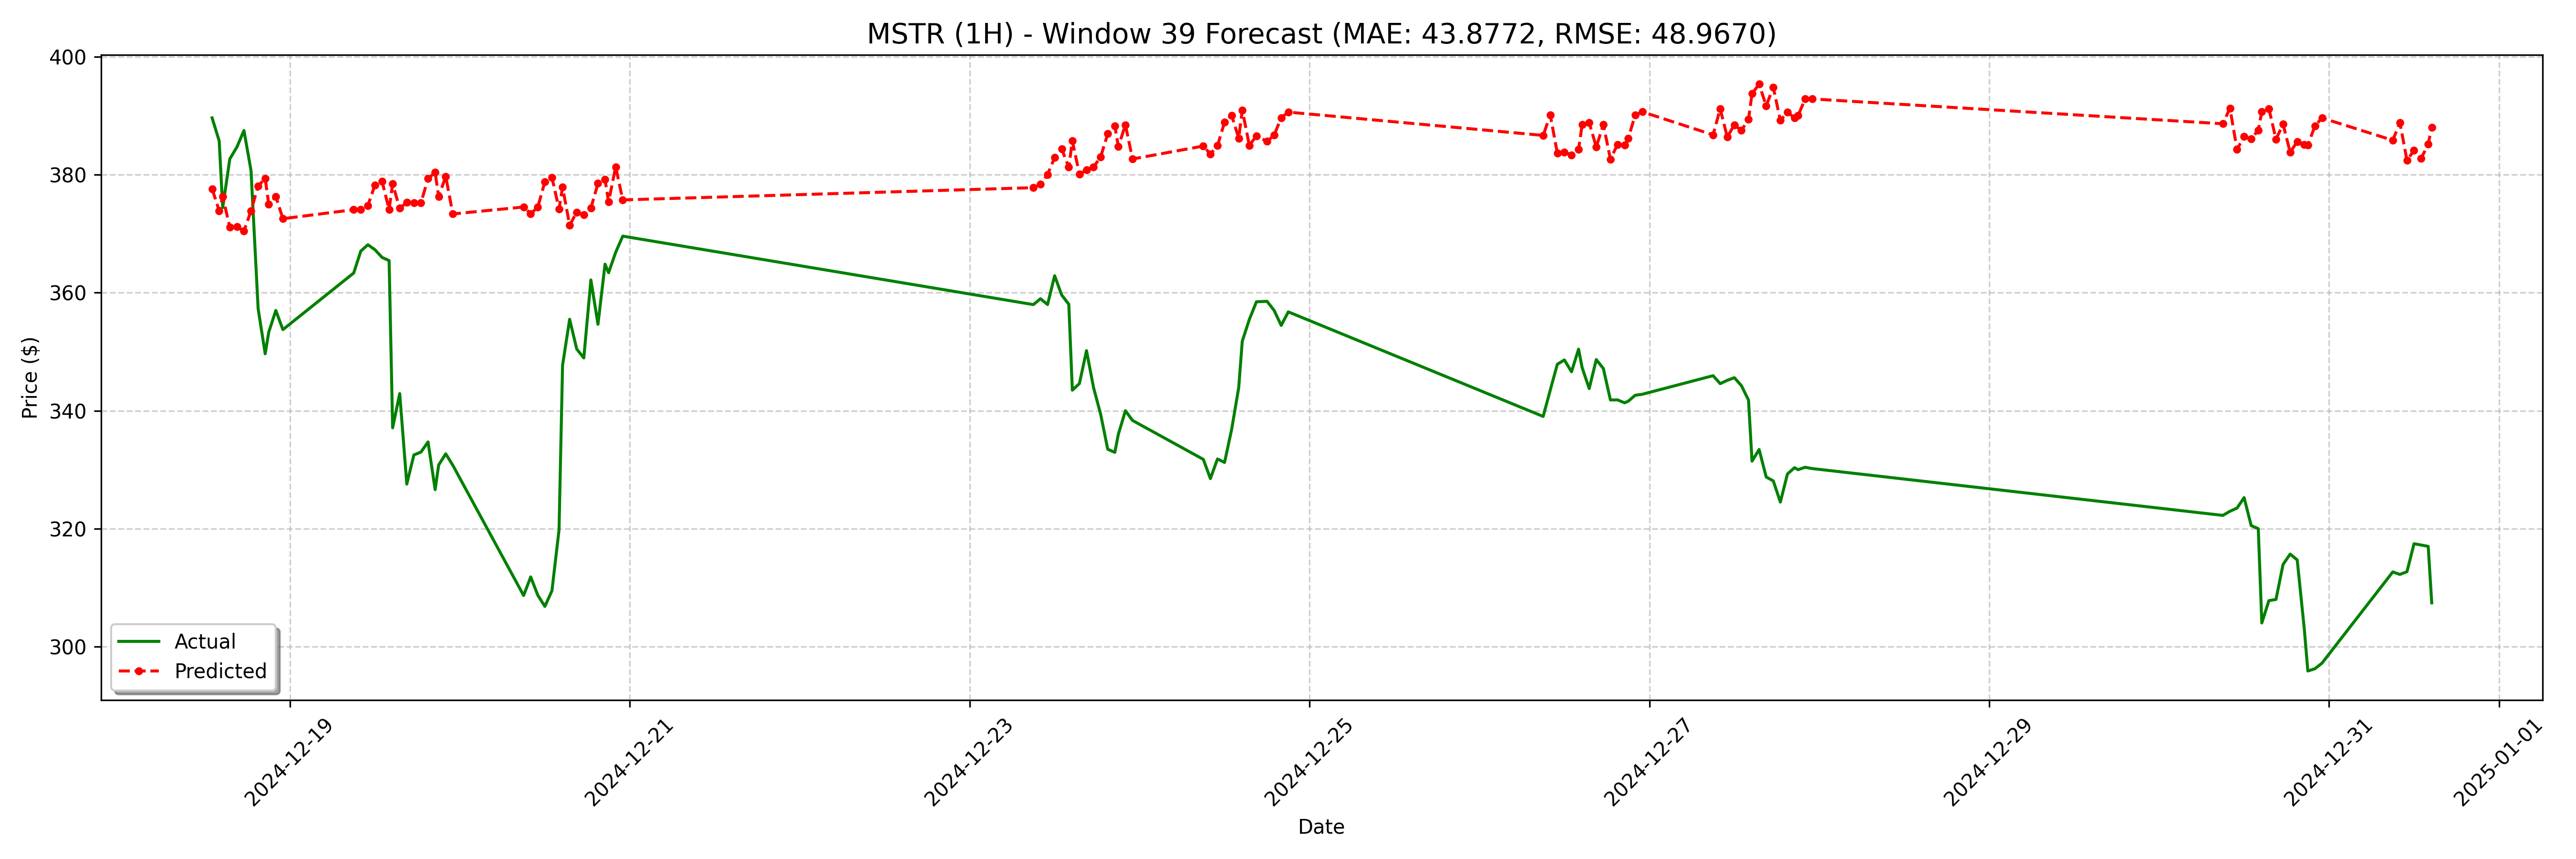 MSTR (1H) - Window 39 Forecast (MAE: 43.8772, RMSE: 48.9670)
400
380
360
340
320
300
Price ($)
Actual
Predicted
2024-12-19
2024-12-21
2024-12-23
2024-12-25
2024-12-27
2024-12-29
2024-12-31
2025-01-01
Date